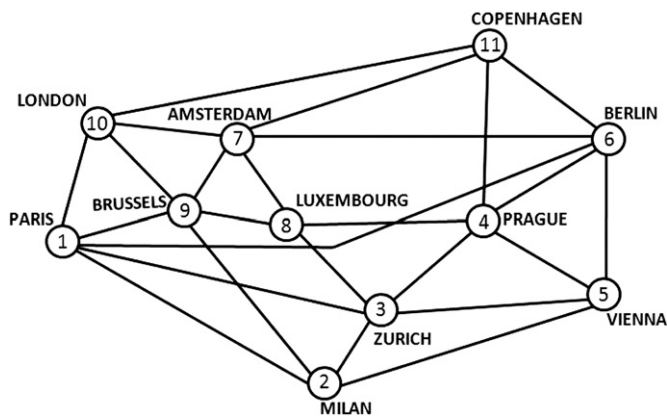 COPENHAGEN
11
LONDON
10
AMSTERDAM
7
BERLIN
6
BRUSSELS
9
LUXEMBOURG
8
4
PRAGUE
PARIS
1
5
VIENNA
3
ZURICH
2
MILAN